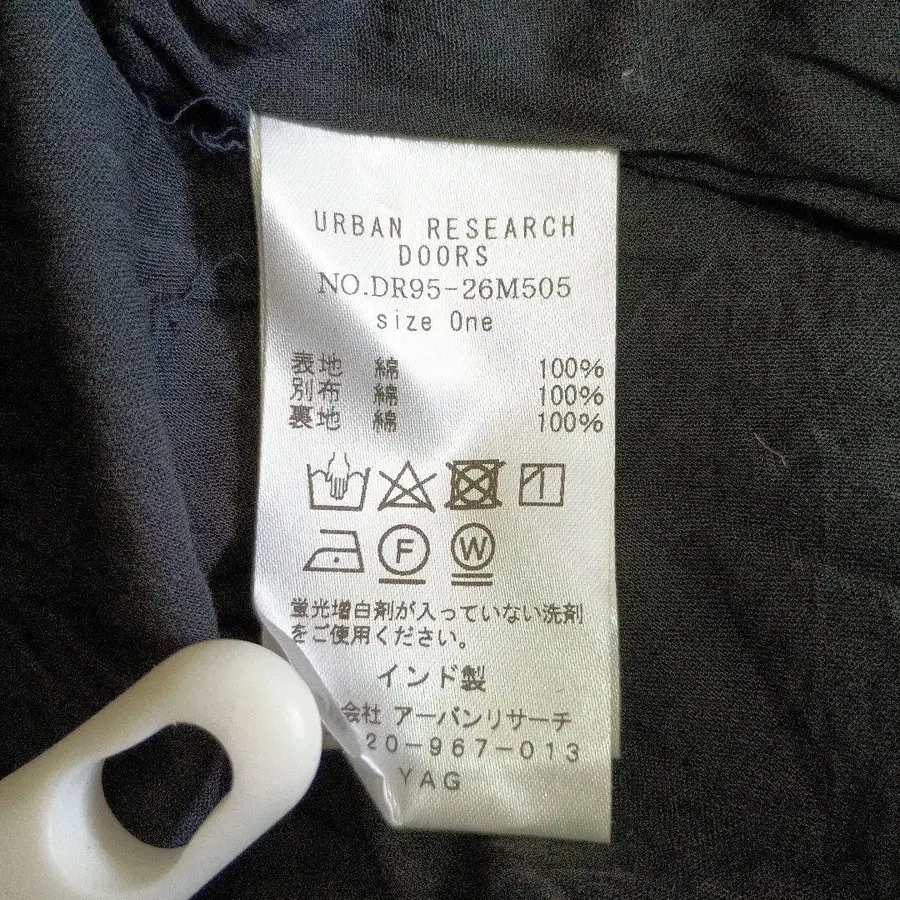 URBAN RESEARCH
DOORS
NO.DR95-26M505
size One
表地 綿 100%
別布 綿 100%
裏地 綿 100%
F W
蛍光増白剤が入っていない洗剤
をご使用ください。
インド製
会社 アーバンリサーチ
20-967-013
YAG